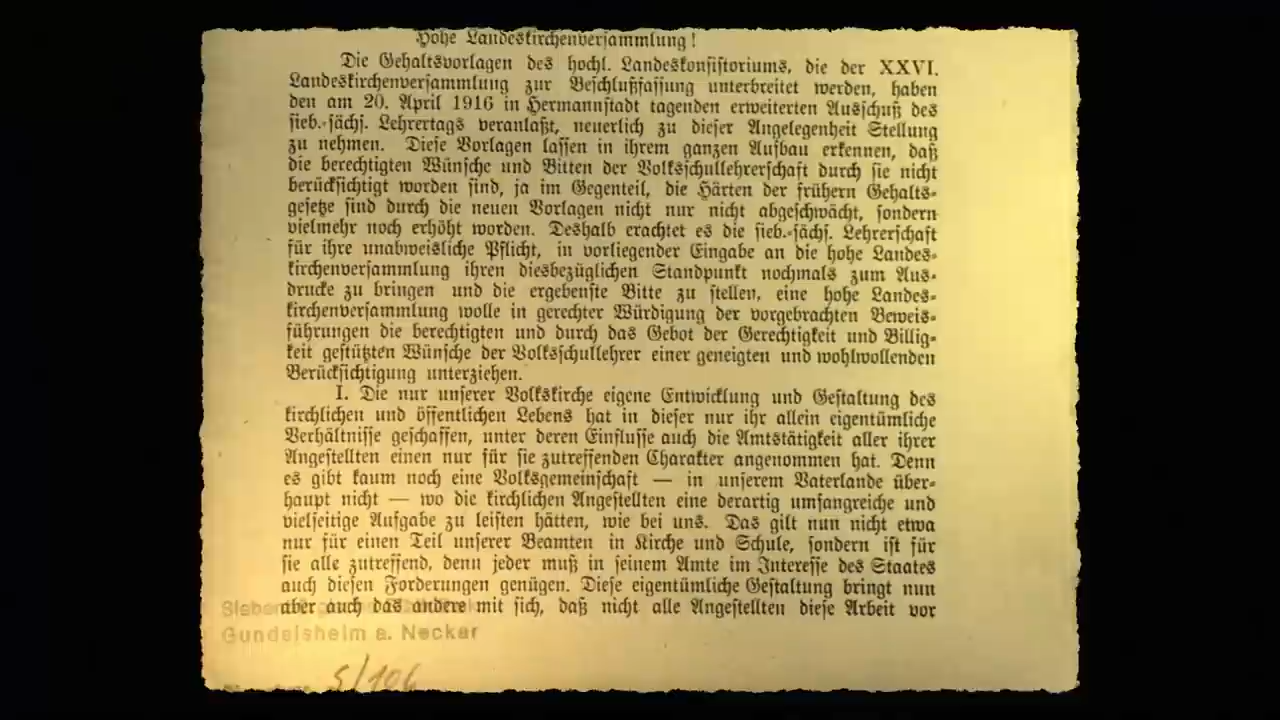 Hohe Landeskirchenversammlung!
Die Gehaltsvorlagen des hochl. Landeskonsistoriums, die der XXVI.
Landeskirchenversammlung zur Beschlußfassung unterbreitet werden, haben
den am 20. April 1916 in Hermannstadt tagenden erweiterten Ausschuß des
sieb.-sächs. Lehrertags veranlaßt, neuerlich zu dieser Angelegenheit Stellung
zu nehmen. Diese Vorlagen lassen in ihrem ganzen Aufbau erkennen, daß
die berechtigten Wünsche und Bitten der Volksschullehrerschaft durch sie nicht
berücksichtigt worden sind, ja im Gegenteil, die Härten der frühern Gehalts-
gesetze sind durch die neuen Vorlagen nicht nur nicht abgeschwächt, sondern
vielmehr noch erhöht worden. Deshalb erachtet es die sieb.-sächs. Lehrerschaft
für ihre unabweisliche Pflicht, in vorliegender Eingabe an die hohe Landes-
kirchenversammlung ihren diesbezüglichen Standpunkt nochmals zum Aus-
drucke zu bringen und die ergebenste Bitte zu stellen, eine hohe Landes-
kirchenversammlung wolle in gerechter Würdigung der vorgebrachten Beweis-
führungen die berechtigten und durch das Gebot der Gerechtigkeit und Billig-
keit gestützten Wünsche der Volksschullehrer einer geneigten und wohlwollenden
Berücksichtigung unterziehen.
I. Die nur unserer Volkskirche eigene Entwicklung und Gestaltung des
kirchlichen und öffentlichen Lebens hat in dieser nur ihr allein eigentümliche
Verhältnisse geschaffen, unter deren Einflusse auch die Amtstätigkeit aller ihrer
Angestellten einen nur für sie zutreffenden Charakter angenommen hat. Denn
es gibt kaum noch eine Volksgemeinschaft — in unserem Vaterlande über-
haupt nicht — wo die kirchlichen Angestellten eine derartig umfangreiche und
vielseitige Aufgabe zu leisten hätten, wie bei uns. Das gilt nun nicht etwa
nur für einen Teil unserer Beamten in Kirche und Schule, sondern ist für
sie alle zutreffend, denn jeder muß in seinem Amte im Interesse des Staates
auch diesen Forderungen genügen. Diese eigentümliche Gestaltung bringt nun
aber auch das andere mit sich, daß nicht alle Angestellten diese Arbeit vor
Gundelsheim a. Neckar
5/106